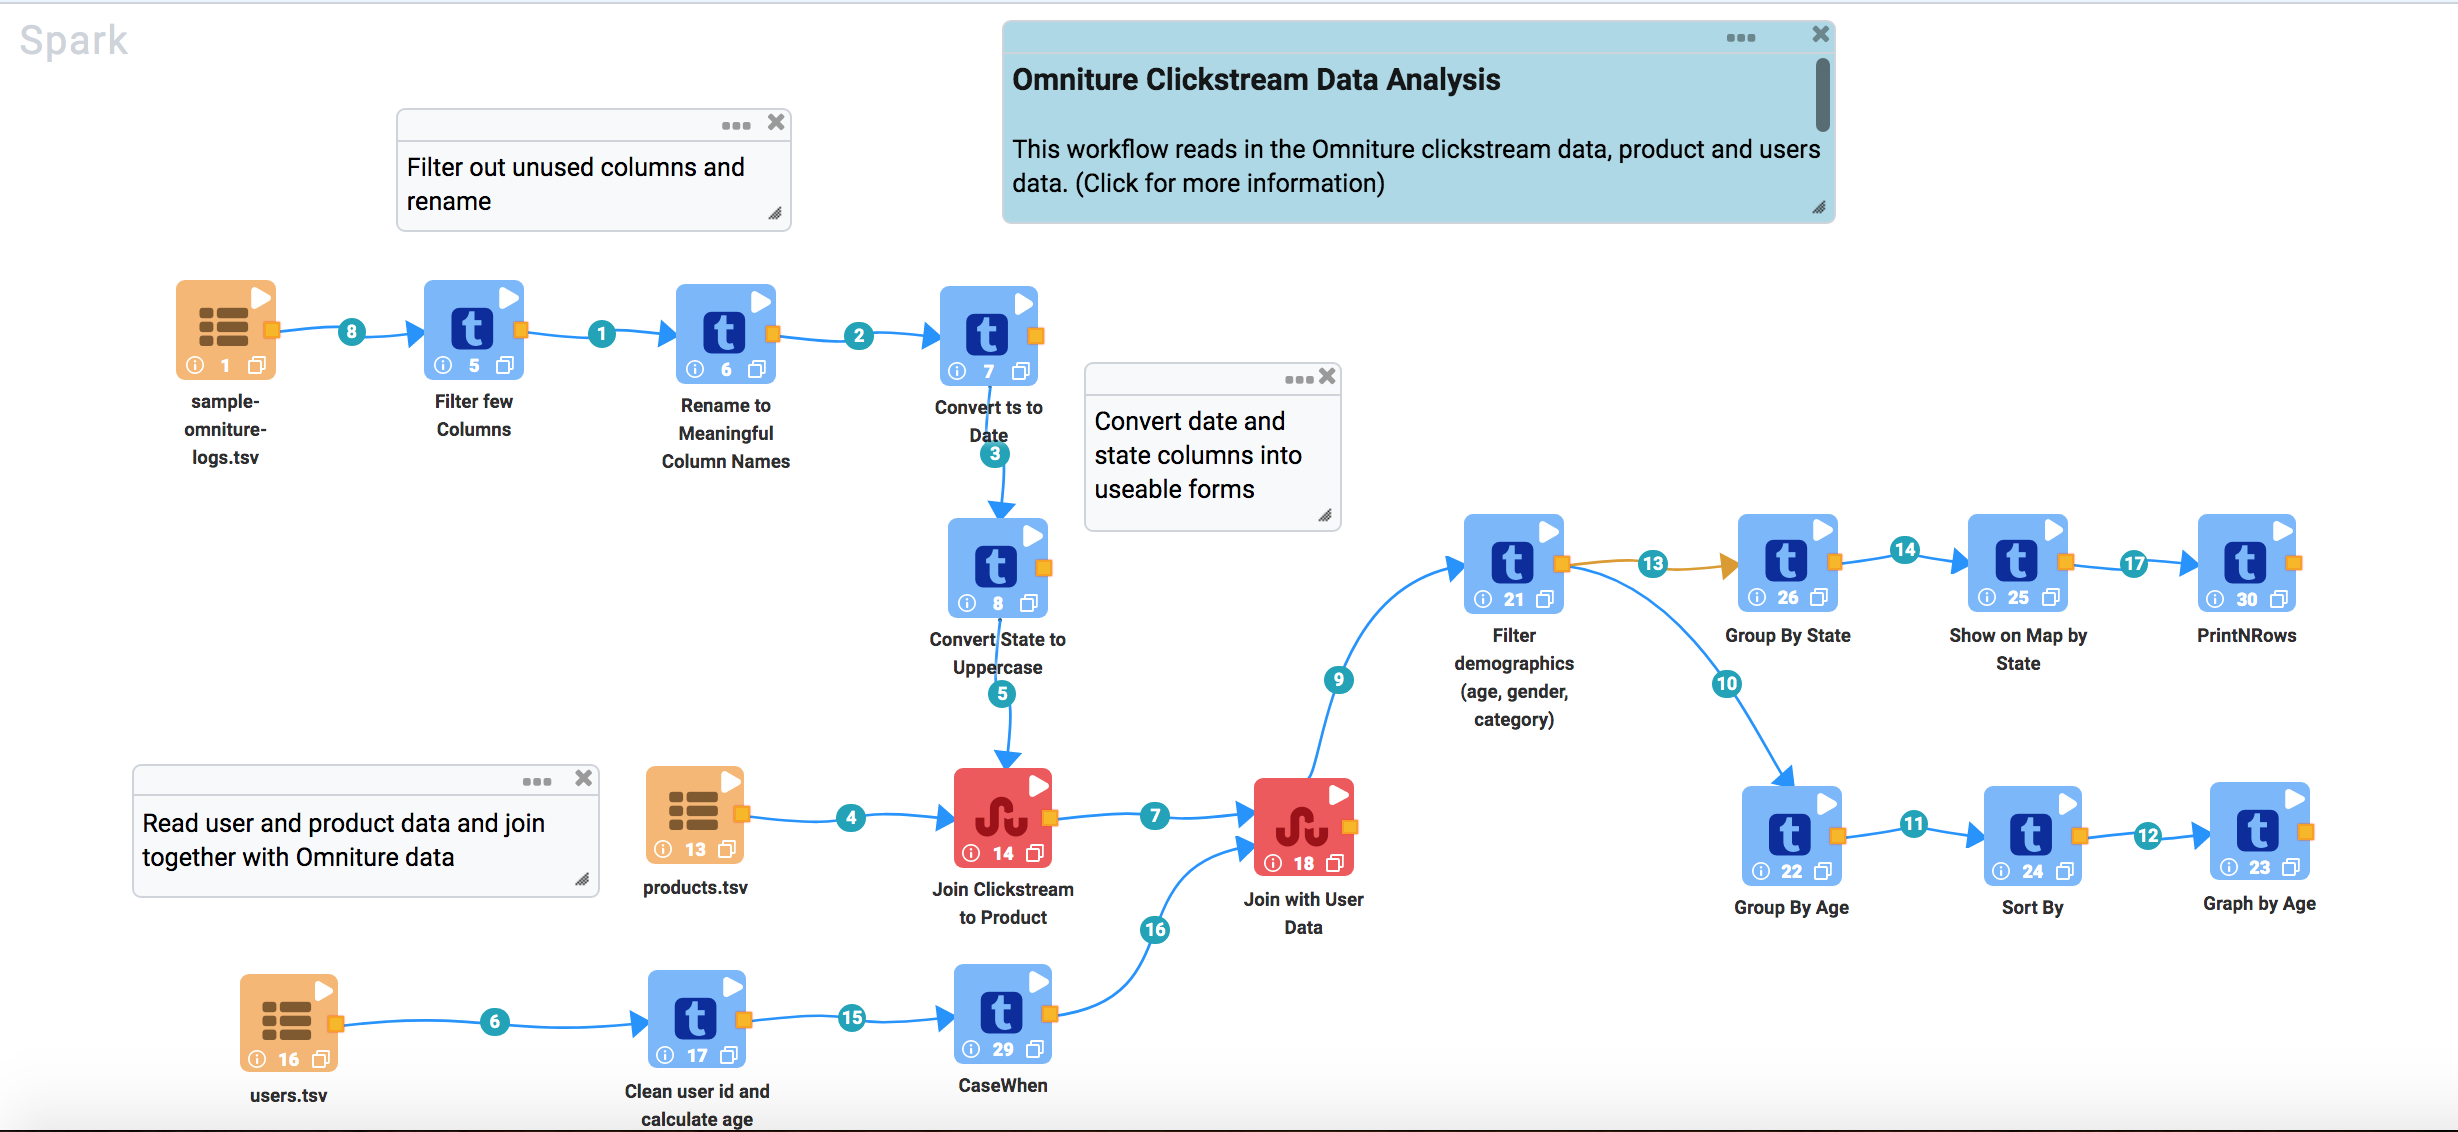 Spark
Omniture Clickstream Data Analysis
This workflow reads in the Omniture clickstream data, product and users
data. (Click for more information)
Filter out unused columns and
rename
1
sample-
omniture-
logs.tsv
8
5
Filter few
Columns
1
6
Rename to
Meaningful
Column Names
2
7
Convert ts to
Date
3
Convert date and
state columns into
useable forms
8
Convert State to
Uppercase
5
21
Filter
demographics
(age, gender,
category)
13
26
Group By State
14
25
Show on Map by
State
17
30
PrintNRows
9
10
Read user and product data and join
together with Omniture data
13
products.tsv
4
14
Join Clickstream
to Product
7
18
Join with User
Data
22
Group By Age
11
24
Sort By
12
23
Graph by Age
16
16
users.tsv
6
17
Clean user id and
calculate age
15
29
CaseWhen